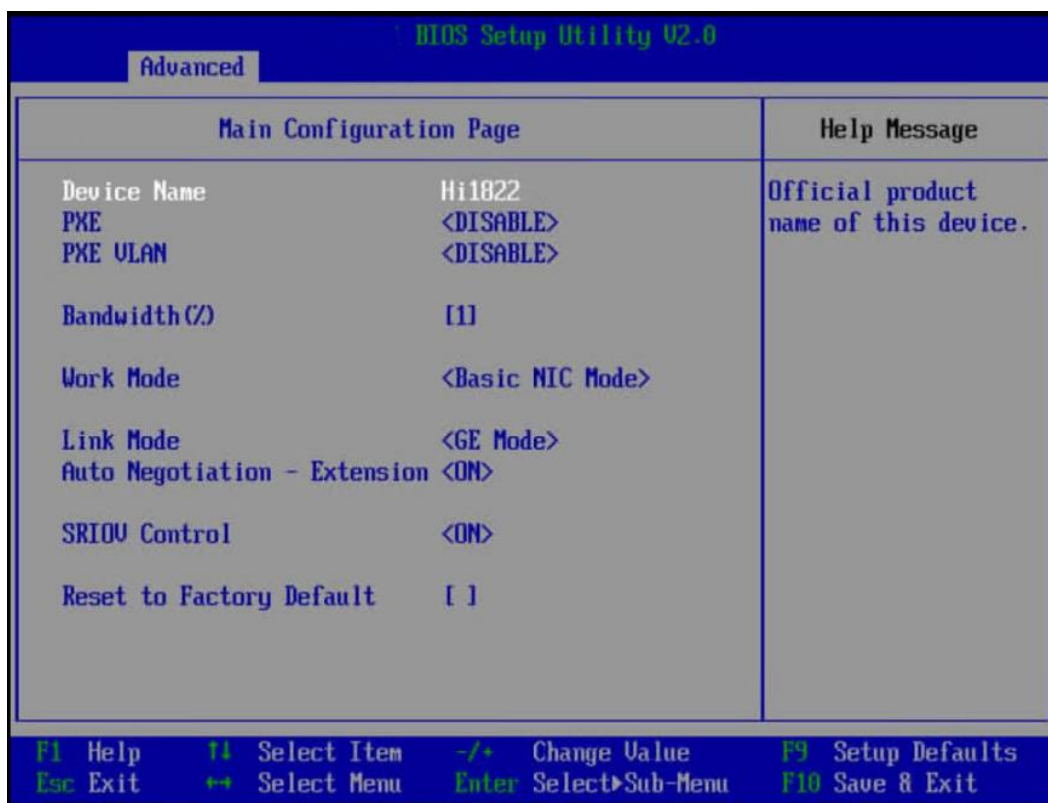 BIOS Setup Utility V2.0
Advanced
Main Configuration Page
Help Message
Device Name Hi1822
PXE <DISABLE>
PXE VLAN <DISABLE>
Bandwidth(%) [1]
Work Mode <Basic NIC Mode>
Link Mode <GE Mode>
Auto Negotiation - Extension <ON>
SRIOV Control <ON>
Reset to Factory Default [ ]
Official product
name of this device.
F1 Help ↑↓ Select Item -/+ Change Value F9 Setup Defaults
Esc Exit ←→ Select Menu Enter Select▶Sub-Menu F10 Save & Exit